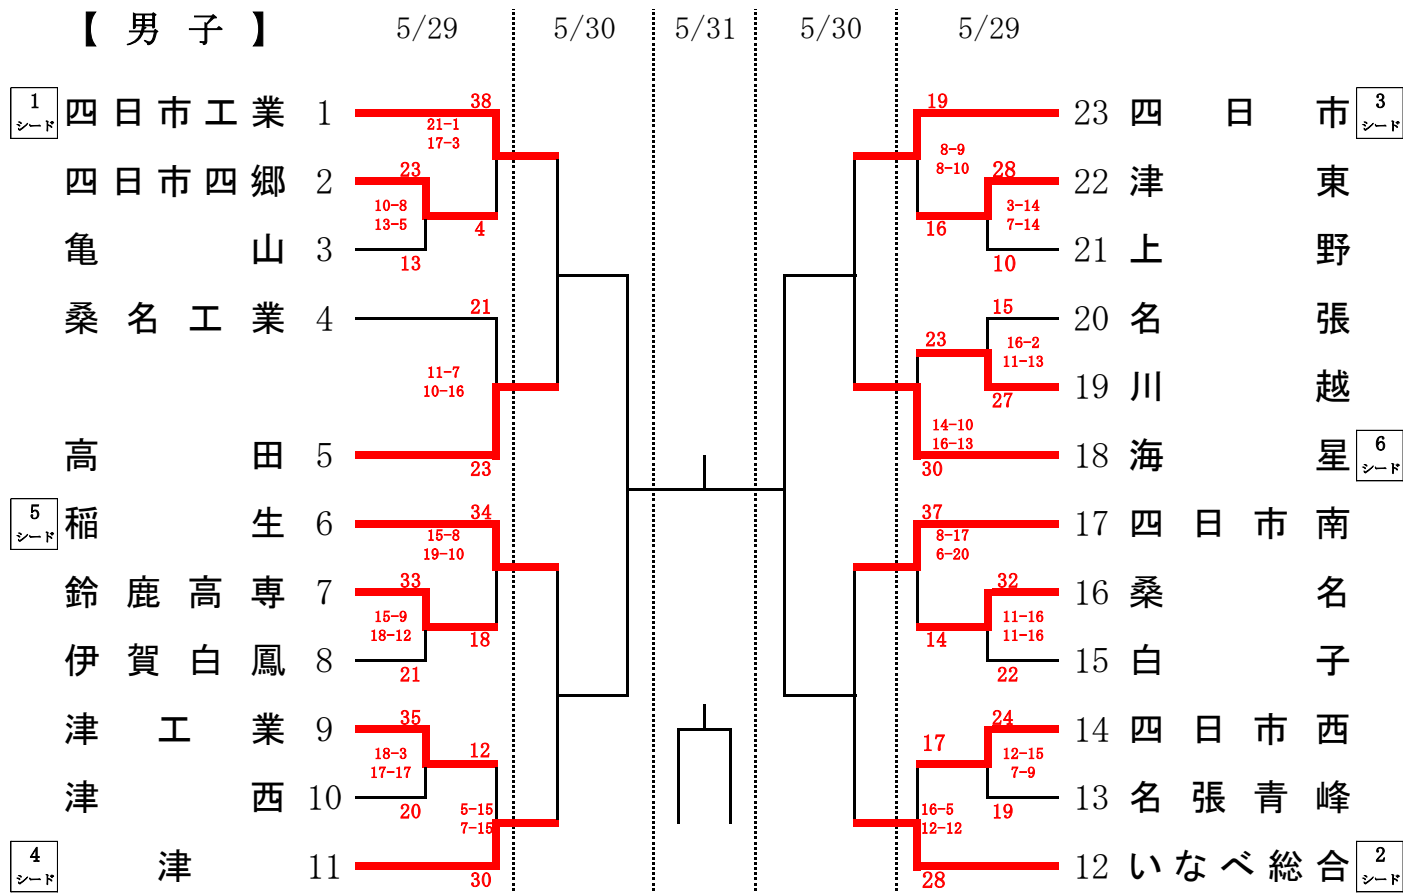 【 男 子 】 5/29 5/30 5/31 5/30 5/29
1 シード 四日市工業 1 38 19 23 四日市 3 シード
21-1
17-3
8-9
8-10
四日市四郷 2 23 28 22 津東
10-8
13-5
3-14
7-14
4 16
亀山 3 13 10 21 上野
桑名工業 4 21 15 20 名張
23
16-2
11-13
11-7
10-16
27 19 川越
14-10
16-13
高田 5 23 30 18 海星 6 シード
5 シード 稲生 6 34 37 17 四日市南
15-8
19-10
8-17
6-20
鈴鹿高専 7 33 32 16 桑名
15-9
18-12
11-16
11-16
18 14
伊賀白鳳 8 21 22 15 白子
津工業 9 35 24 14 四日市西
12 17
18-3
17-17
12-15
7-9
津西 10 20 19 13 名張青峰
5-15
7-15
16-5
12-12
4 シード 津 11 30 28 12 いなべ総合 2 シード